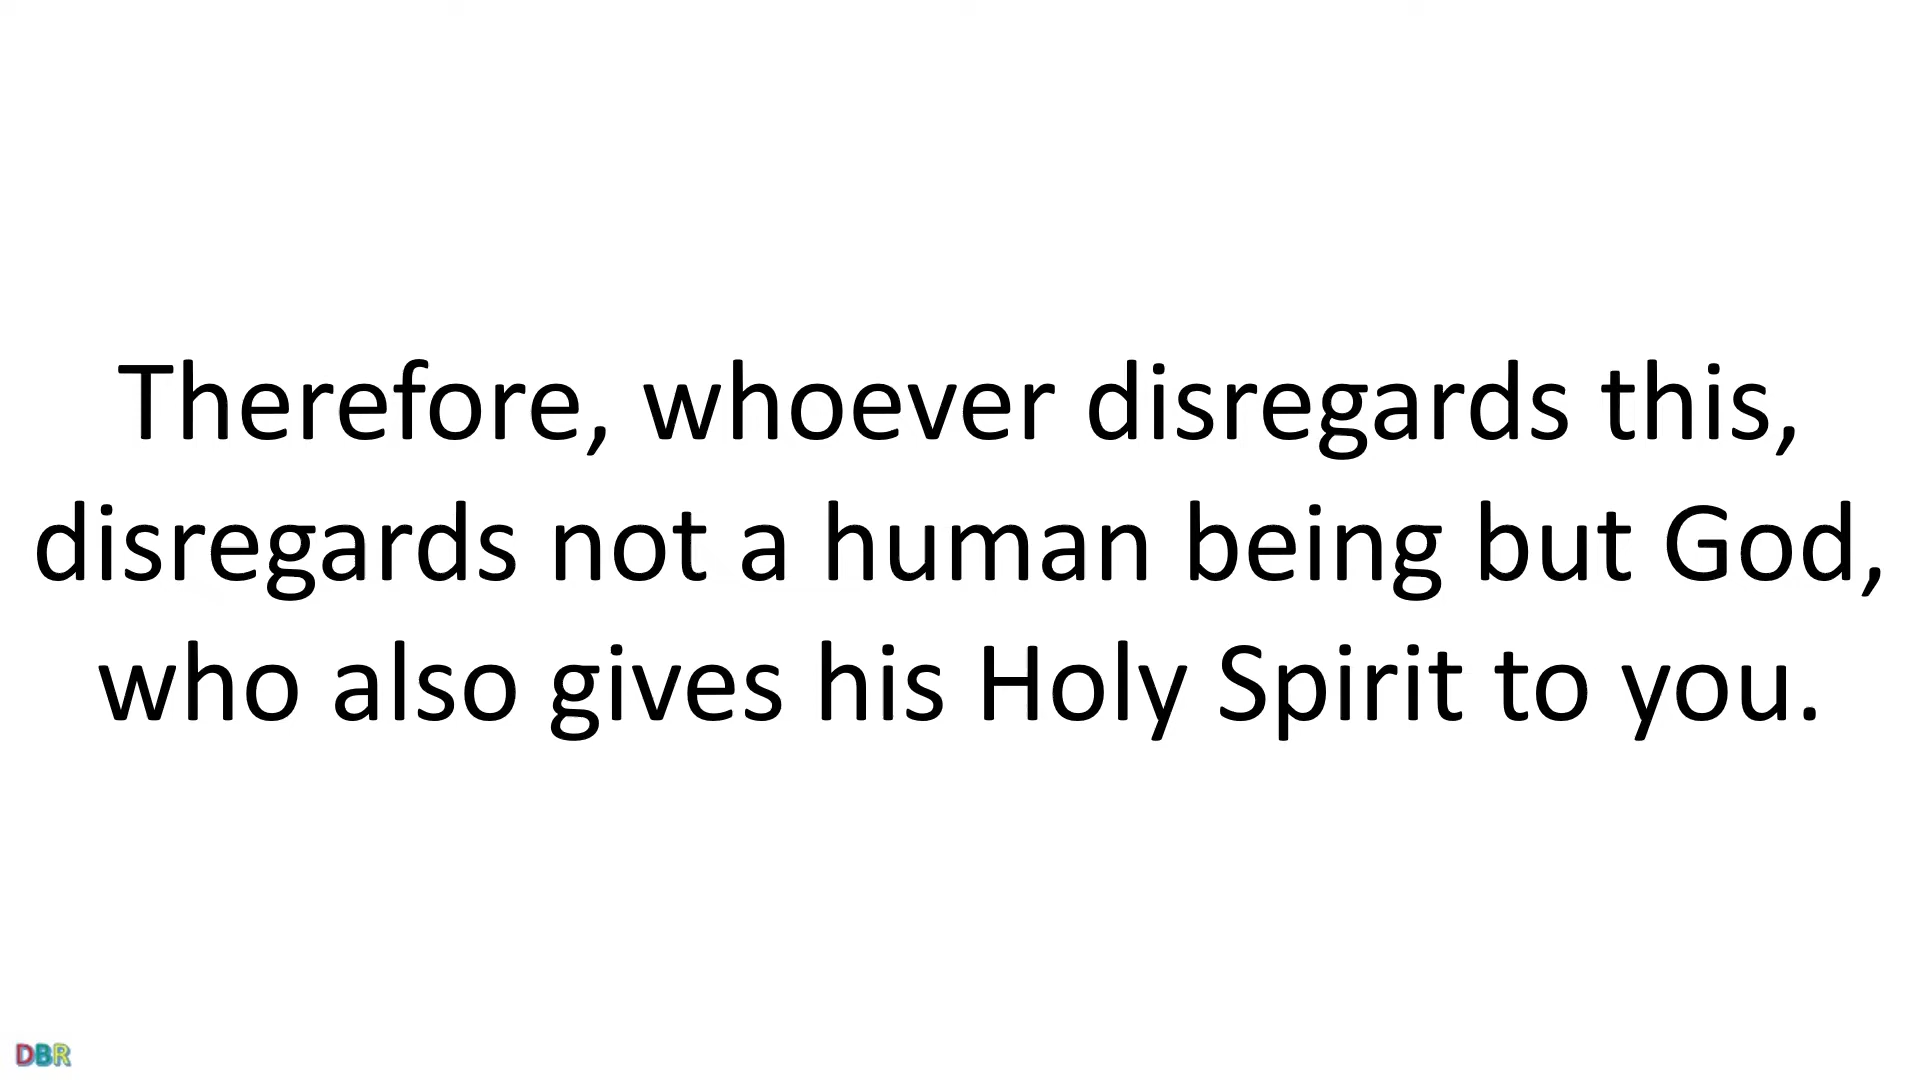 Therefore, whoever disregards this,
disregards not a human being but God,
who also gives his Holy Spirit to you.
DBR